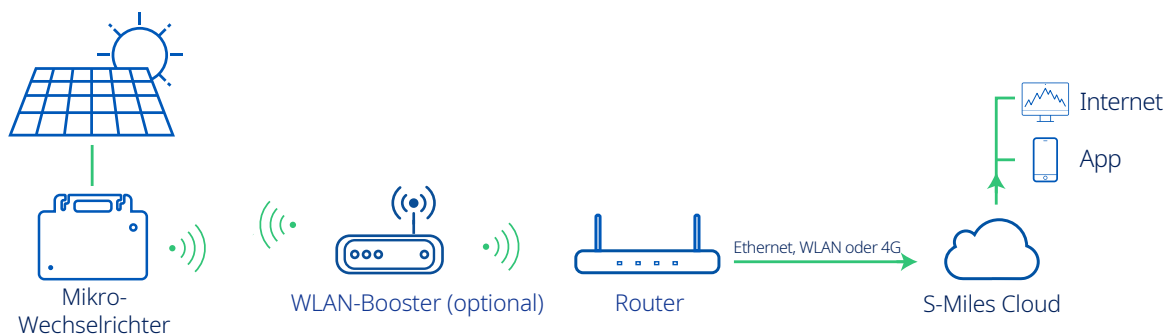 Mikro-
Wechselrichter
WLAN-Booster (optional)
Router
Ethernet, WLAN oder 4G
S-Miles Cloud
Internet
App